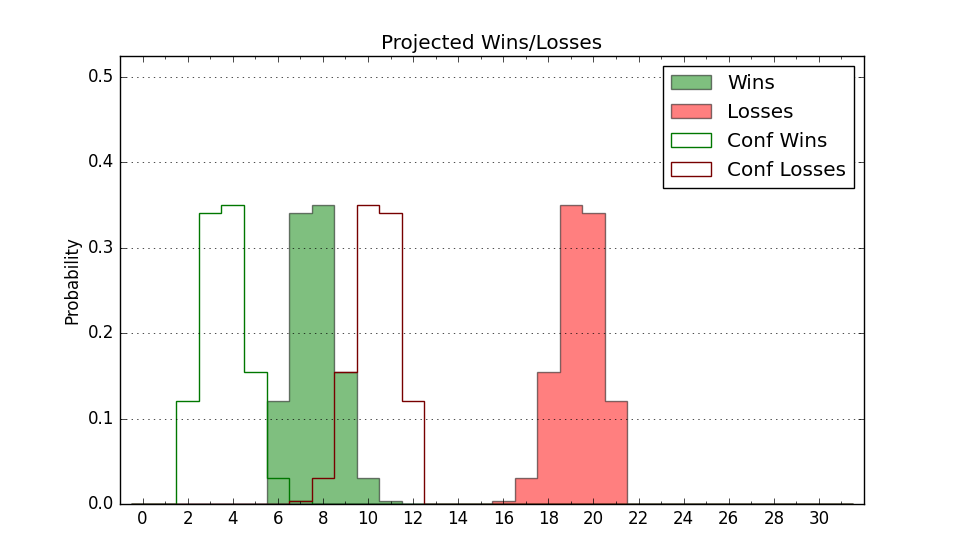 Projected Wins/Losses
0.5
0.4
0.3
0.2
0.1
0.0
Probability
Wins
Losses
Conf Wins
Conf Losses
0 2 4 6 8 10 12 14 16 18 20 22 24 26 28 30